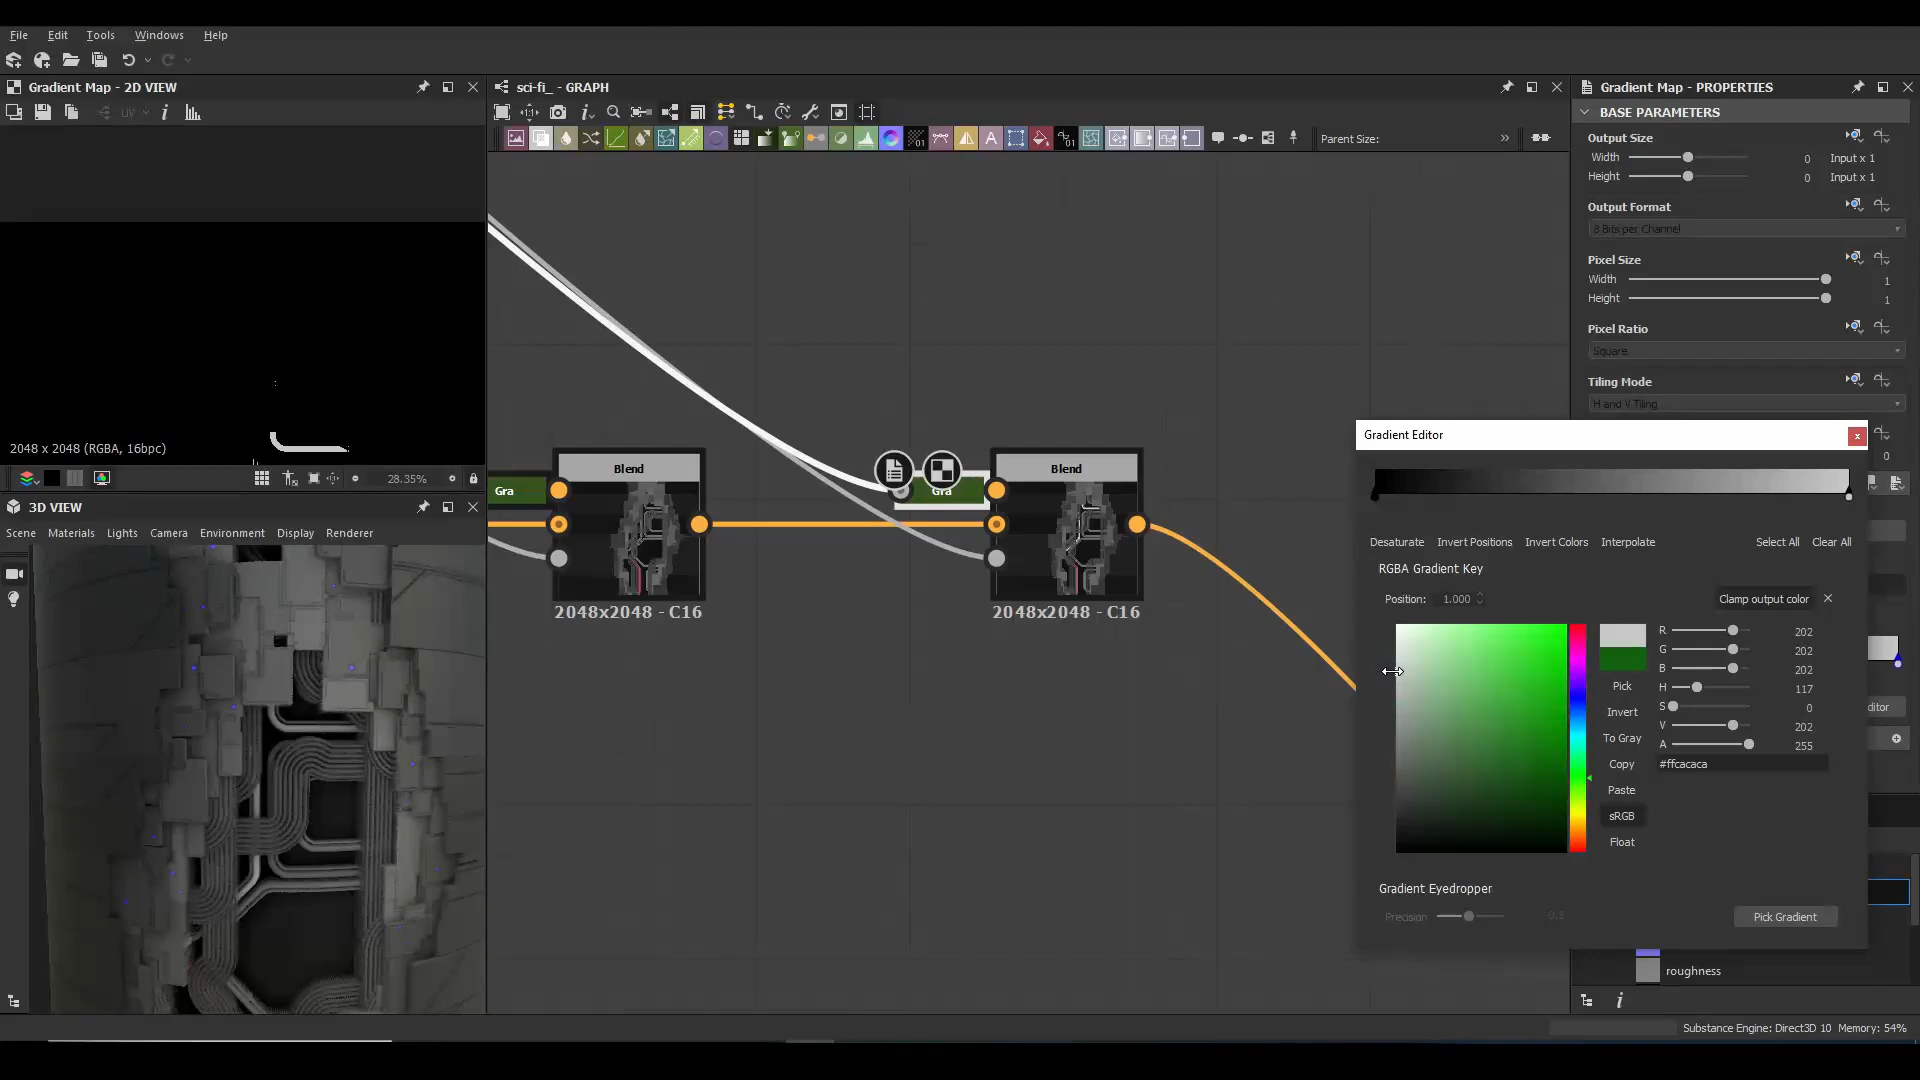 File Edit Tools Windows Help
Gradient Map - 2D VIEW
UV
2048 x 2048 (RGBA, 16bpc)
28.35%
3D VIEW
Scene Materials Lights Camera Environment Display Renderer
sci-fi_ - GRAPH
Parent Size:
Gra
Blend
2048x2048 - C16
Gra
Blend
2048x2048 - C16
Gradient Map - PROPERTIES
BASE PARAMETERS
Output Size
Width 0 Input x 1
Height 0 Input x 1
Output Format
8 Bits per Channel
Pixel Size
Width 1
Height 1
Pixel Ratio
Square
Tiling Mode
H and V Tiling
0
Gradient Editor
Desaturate Invert Positions Invert Colors Interpolate Select All Clear All
RGBA Gradient Key
Position: 1.000 Clamp output color
R 202
G 202
B 202
H 117
S 0
V 202
A 255
#ffcacaca
Pick
Invert
To Gray
Copy
Paste
sRGB
Float
Gradient Eyedropper
Precision 0.5 Pick Gradient
ditor
roughness
Substance Engine: Direct3D 10 Memory: 54%